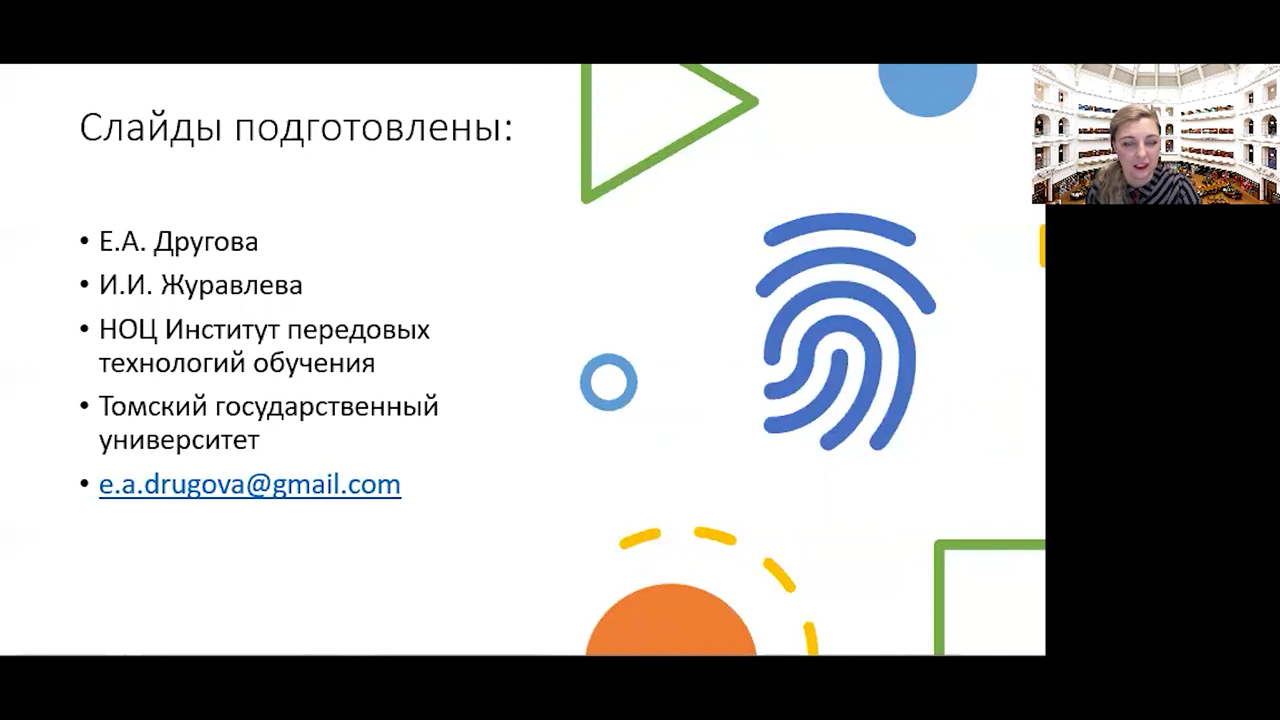 Слайды подготовлены:
• Е.А. Другова
• И.И. Журавлева
• НОЦ Институт передовых
технологий обучения
• Томский государственный
университет
• e.a.drugova@gmail.com